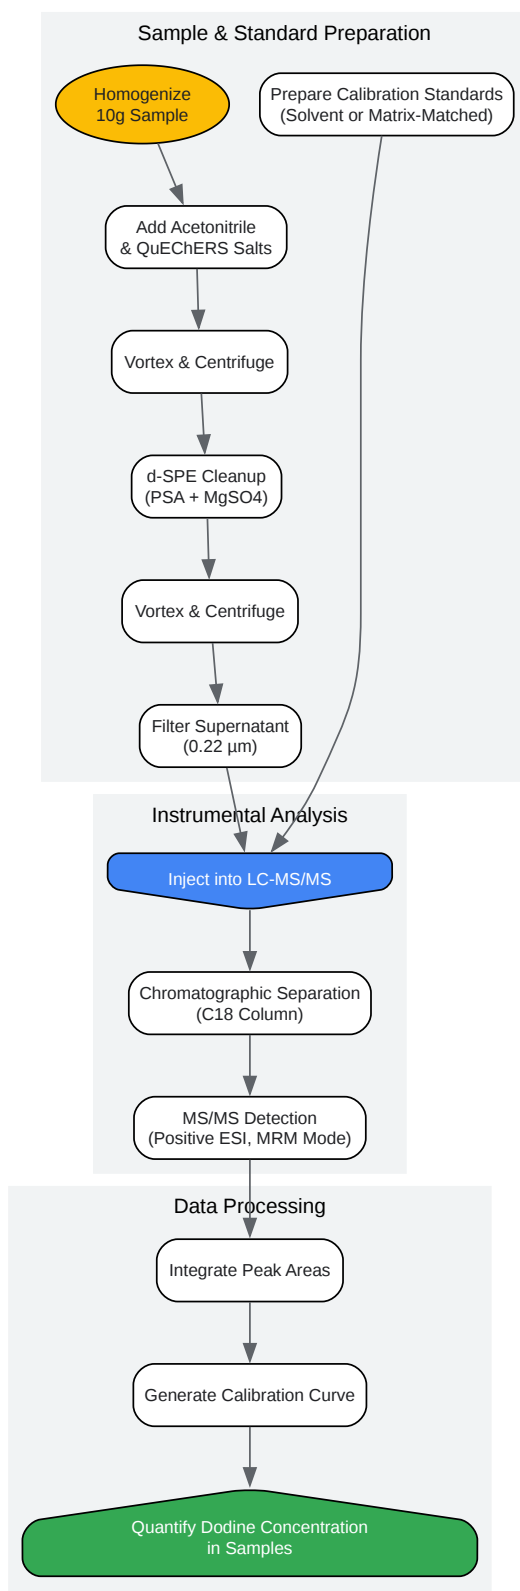 Sample & Standard Preparation
Homogenize
10g Sample
Prepare Calibration Standards
(Solvent or Matrix-Matched)
Add Acetonitrile
& QuEChERS Salts
Vortex & Centrifuge
d-SPE Cleanup
(PSA + MgSO4)
Vortex & Centrifuge
Filter Supernatant
(0.22 µm)
Instrumental Analysis
Inject into LC-MS/MS
Chromatographic Separation
(C18 Column)
MS/MS Detection
(Positive ESI, MRM Mode)
Data Processing
Integrate Peak Areas
Generate Calibration Curve
Quantify Dodine Concentration
in Samples